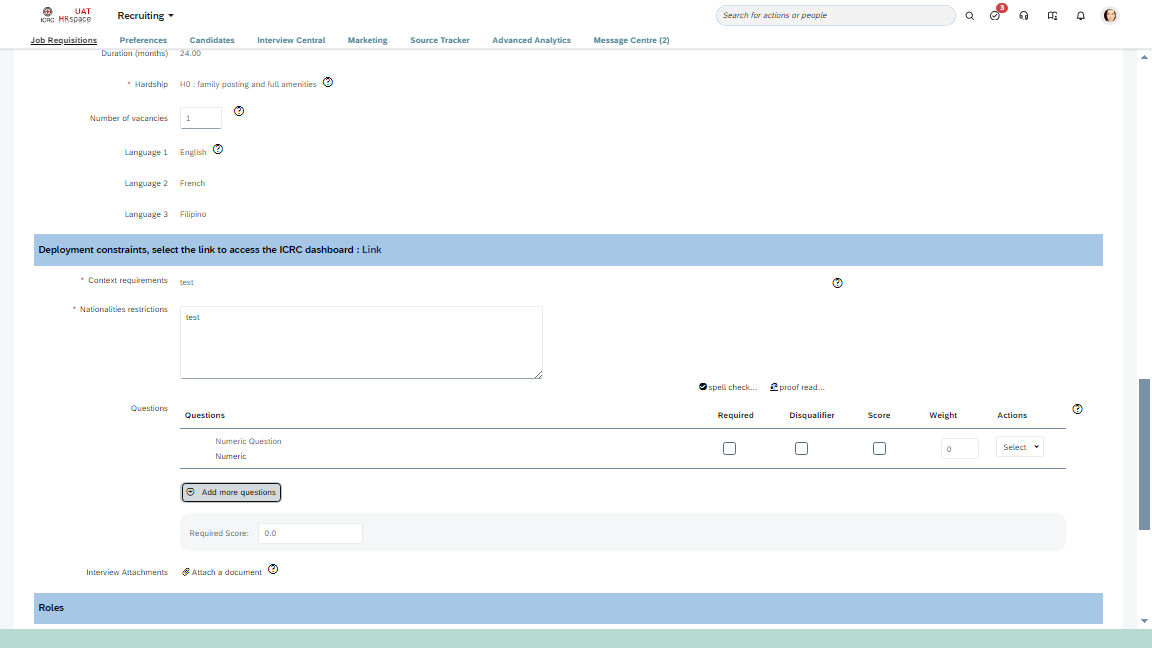 ICRC UAT HRspace
Recruiting
Search for actions or people
3
Job Requisitions Preferences Candidates Interview Central Marketing Source Tracker Advanced Analytics Message Centre (2)
Duration (months) 24.00
* Hardship H0 : family posting and full amenities
Number of vacancies 1
Language 1 English
Language 2 French
Language 3 Filipino
Deployment constraints, select the link to access the ICRC dashboard : Link
* Context requirements test
* Nationalities restrictions test
spell check... proof read...
Questions
Questions Required Disqualifier Score Weight Actions
Numeric Question
Numeric 0 Select
Add more questions
Required Score: 0.0
Interview Attachments Attach a document
Roles